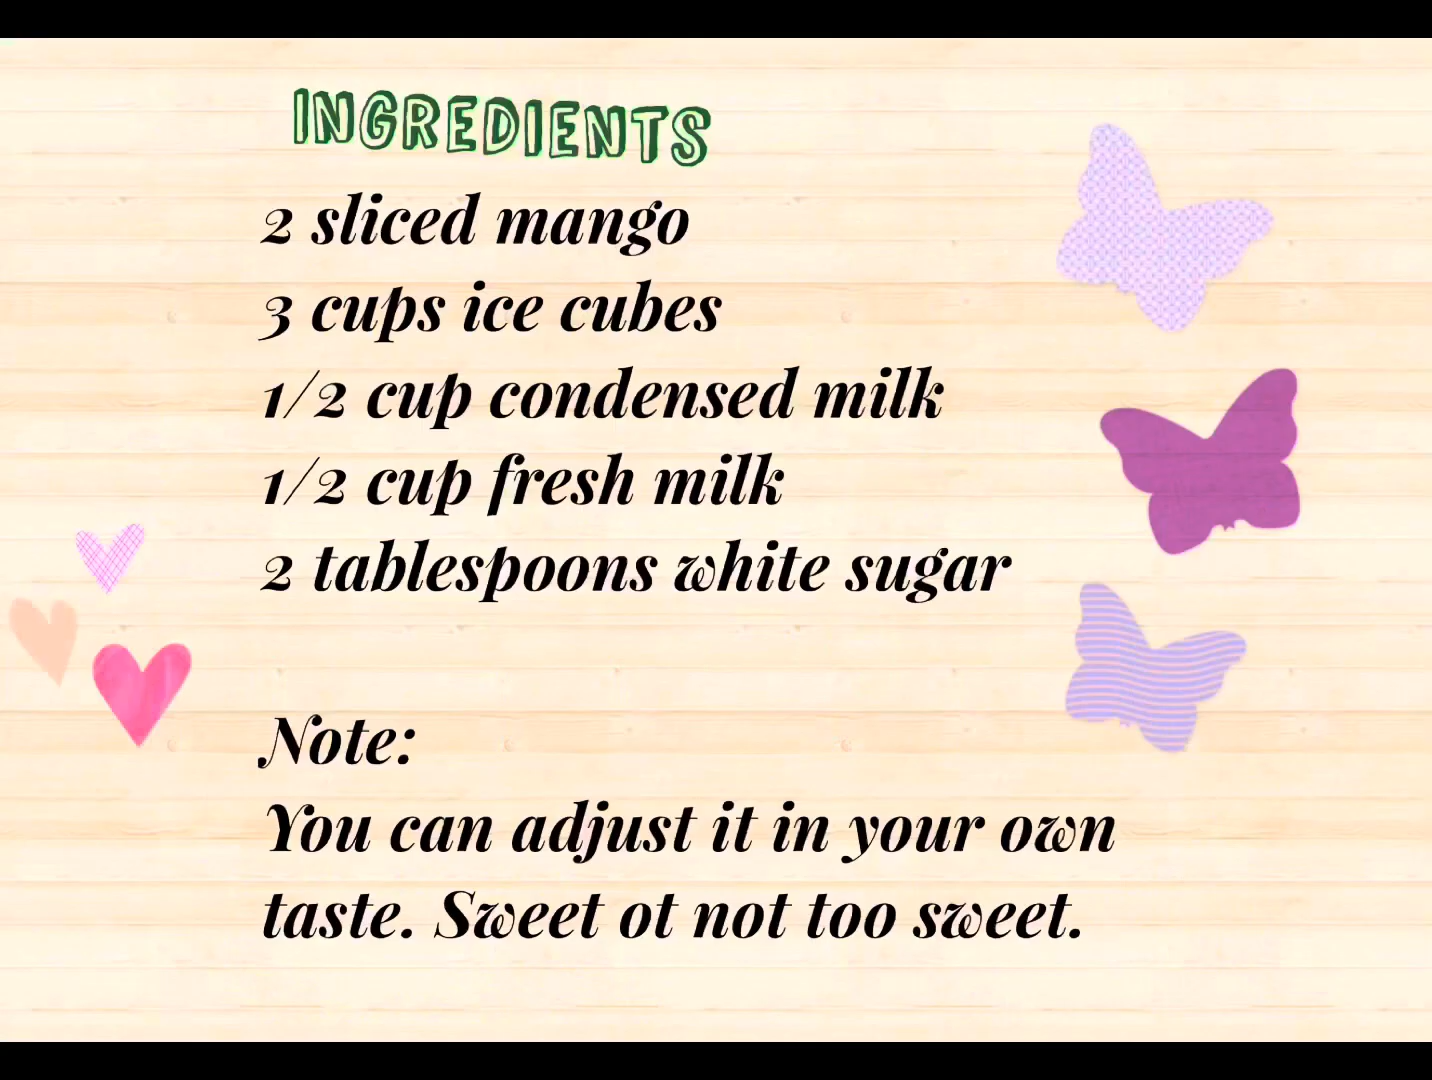 INGREDIENTS
2 sliced mango
3 cups ice cubes
1/2 cup condensed milk
1/2 cup fresh milk
2 tablespoons white sugar
Note:
You can adjust it in your own
taste. Sweet ot not too sweet.